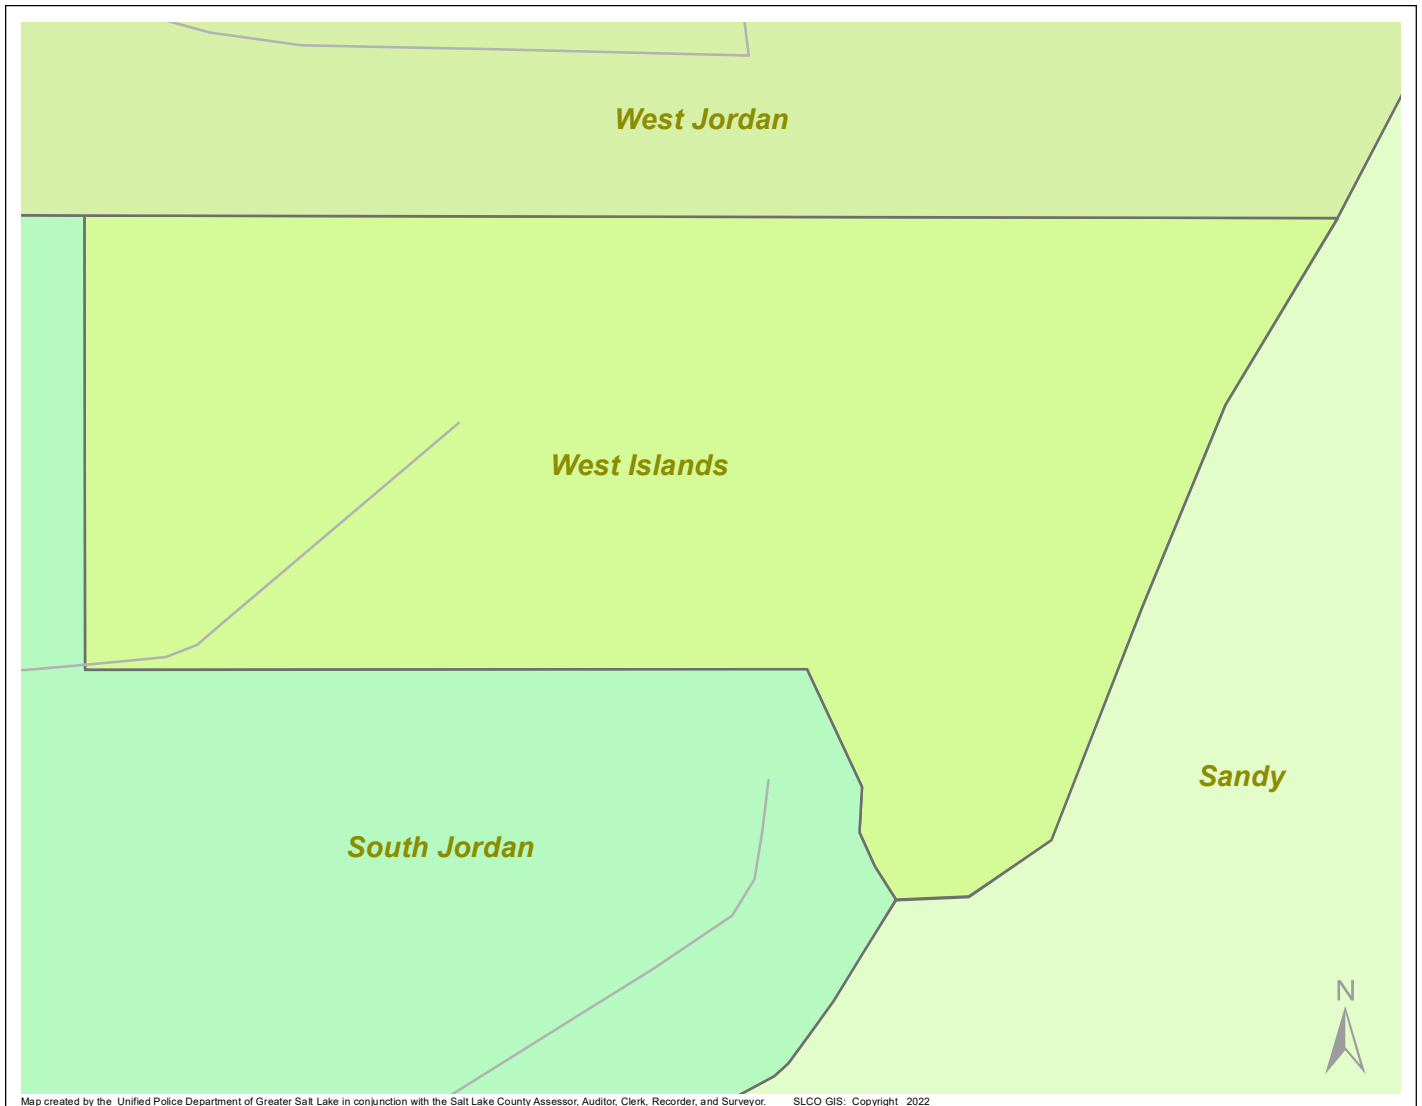 West Jordan
West Islands
Sandy
South Jordan
N
Map created by the Unified Police Department of Greater Salt Lake in conjunction with the Salt Lake County Assessor, Auditor, Clerk, Recorder, and Surveyor. SLCO GIS: Copyright 2022